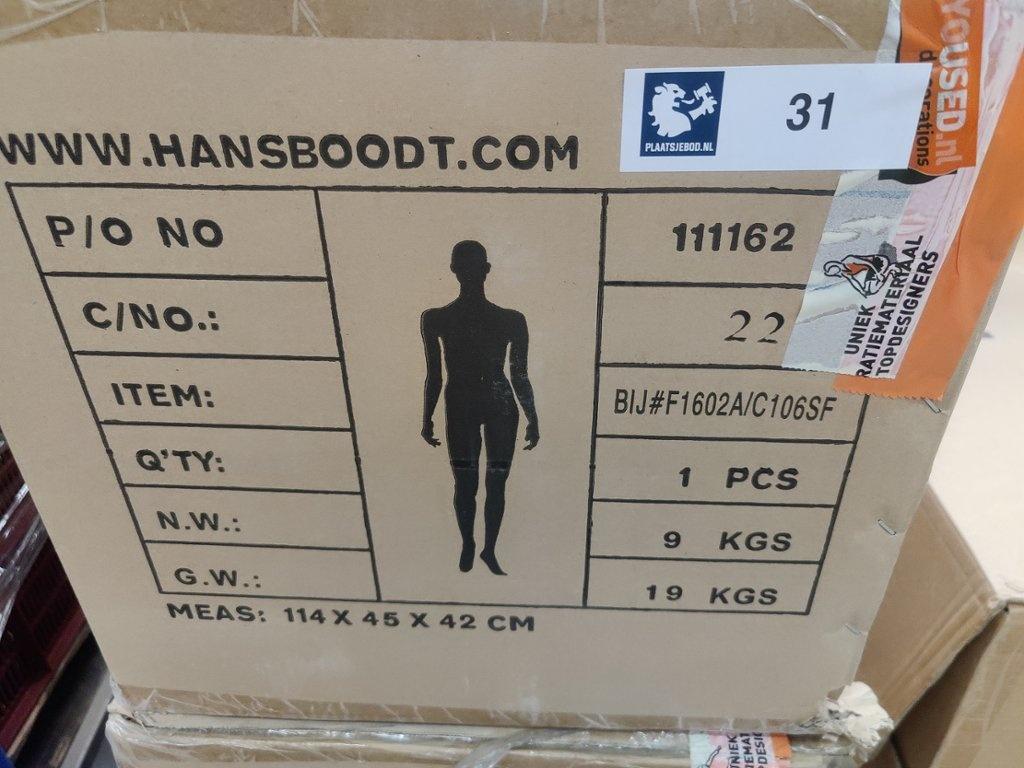 YOUSED.nl
decorations
31
PLAATSJEBOD.NL
WWW.HANSBOODT.COM
P/O NO 111162
C/NO.: 22
ITEM: BIJ#F1602A/C106SF
Q'TY: 1 PCS
N.W.: 9 KGS
G.W.: 19 KGS
MEAS: 114 X 45 X 42 CM
UNIEK
RATIEMATERIAAL
TOPDESIGNERS